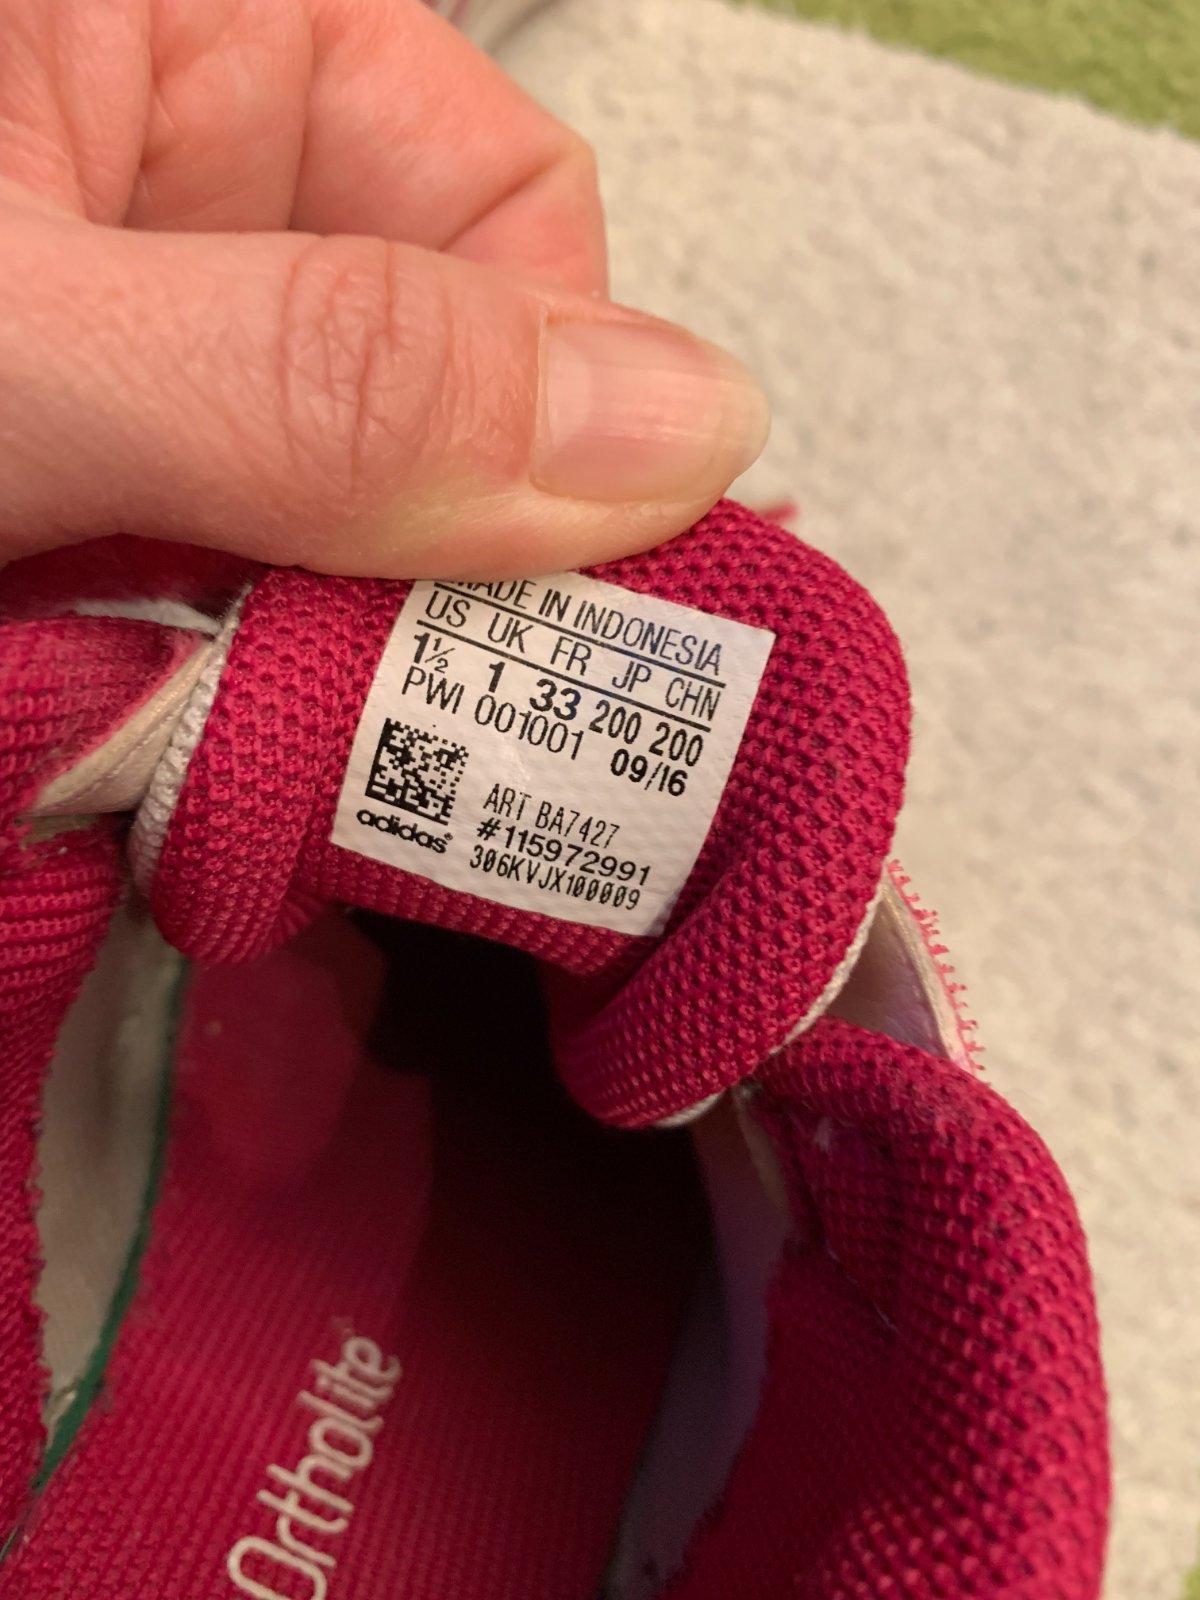 MADE IN INDONESIA
US UK FR JP CHN
1½ 1 33 200 200
PWI 001001 09/16
ART BA7427
#115972991
306KVJX100009
adidas®
Ortholite